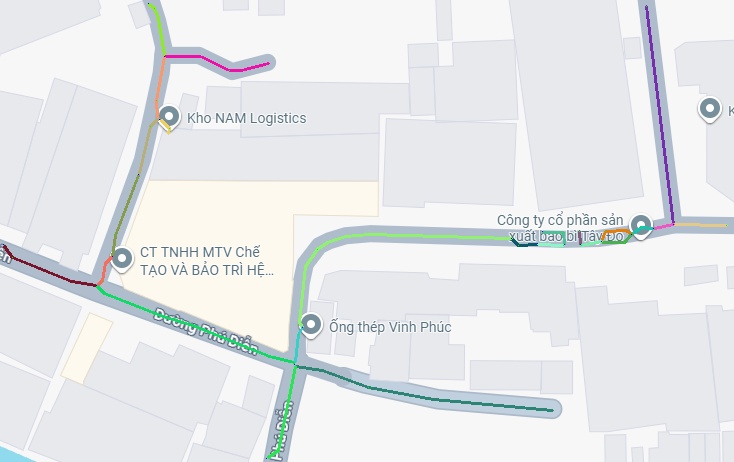 Kho NAM Logistics
Công ty cổ phần sản
xuất bao bì Tây Đô
CT TNHH MTV Chế
TẠO VÀ BẢO TRÌ HỆ...
Đường Phú Diễn
Ống thép Vinh Phúc
Phú Diễn
K